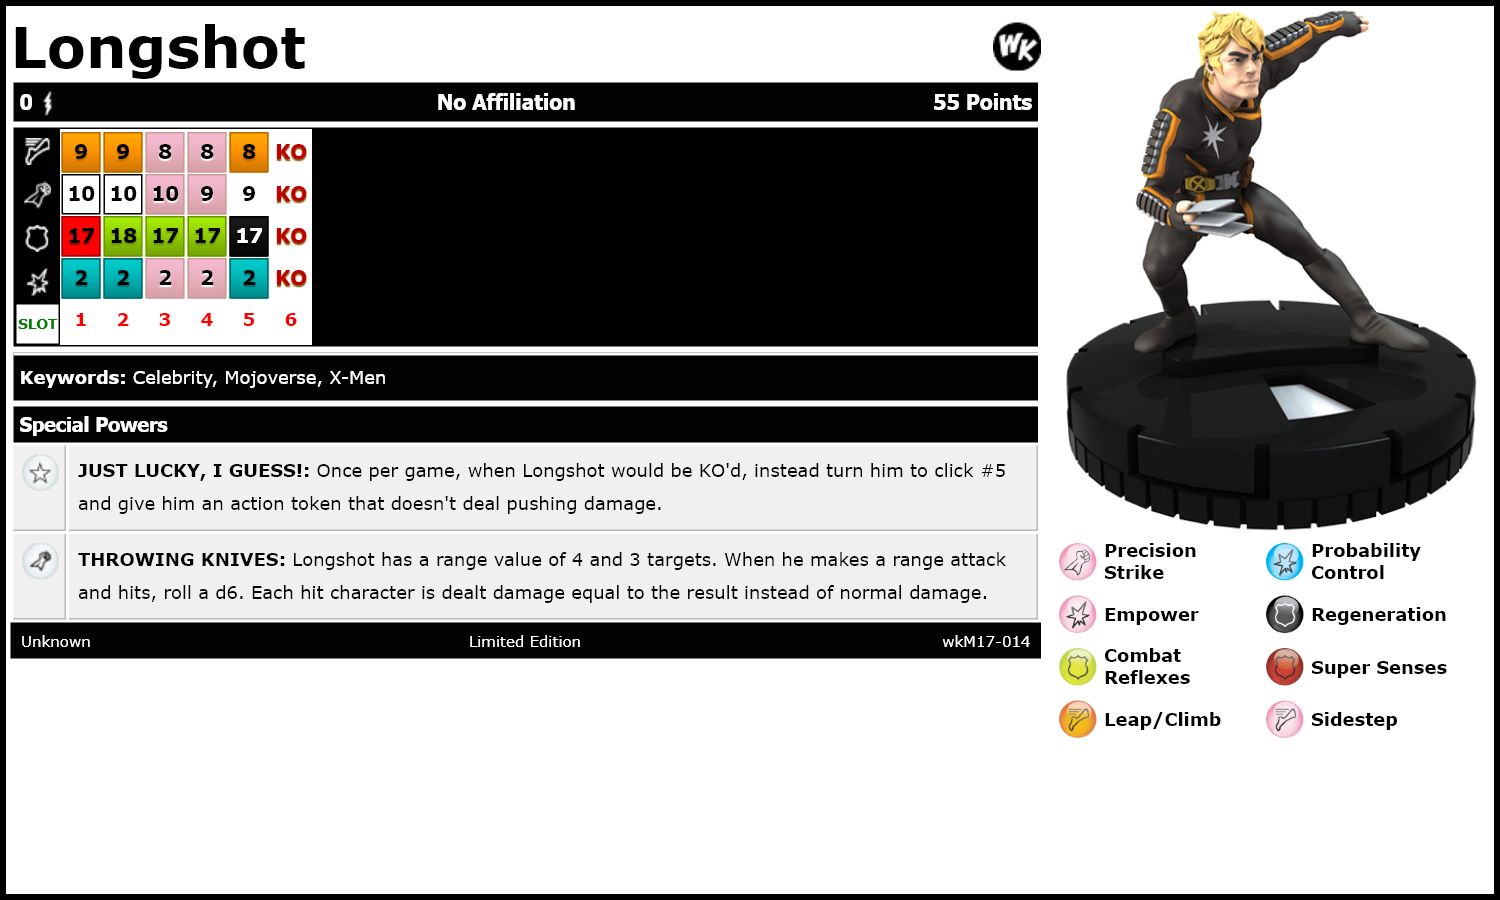 Longshot
WK
0 No Affiliation 55 Points
9 9 8 8 8 KO
10 10 10 9 9 KO
17 18 17 17 17 KO
2 2 2 2 2 KO
SLOT 1 2 3 4 5 6
Keywords: Celebrity, Mojoverse, X-Men
Special Powers
JUST LUCKY, I GUESS!: Once per game, when Longshot would be KO'd, instead turn him to click #5
and give him an action token that doesn't deal pushing damage.
THROWING KNIVES: Longshot has a range value of 4 and 3 targets. When he makes a range attack
and hits, roll a d6. Each hit character is dealt damage equal to the result instead of normal damage.
Unknown Limited Edition wkM17-014
Precision
Strike
Probability
Control
Empower
Regeneration
Combat
Reflexes
Super Senses
Leap/Climb
Sidestep